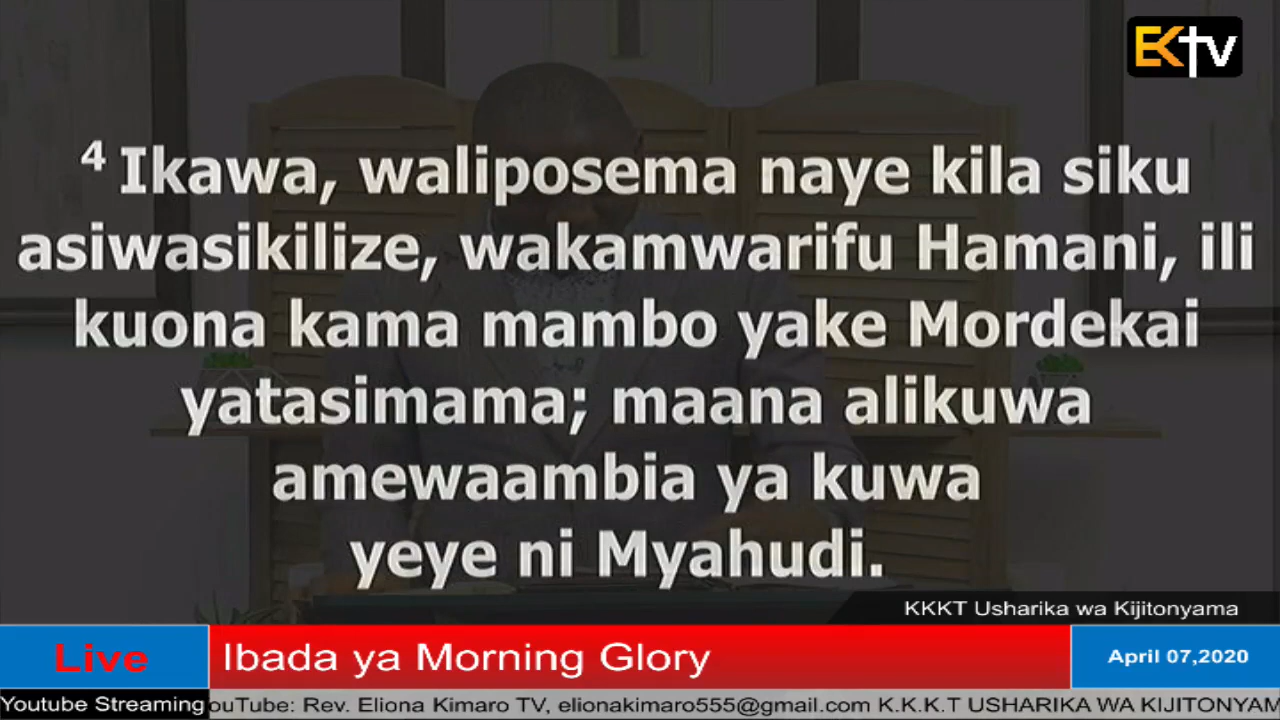 EKTV
4 Ikawa, waliposema naye kila siku
asiwasikilize, wakamwarifu Hamani, ili
kuona kama mambo yake Mordekai
yatasimama; maana alikuwa
amewaambia ya kuwa
yeye ni Myahudi.
KKKT Usharika wa Kijitonyama
Live
Ibada ya Morning Glory
April 07,2020
Youtube Streaming
ouTube: Rev. Eliona Kimaro TV, elionakimaro555@gmail.com K.K.K.T USHARIKA WA KIJITONYAM